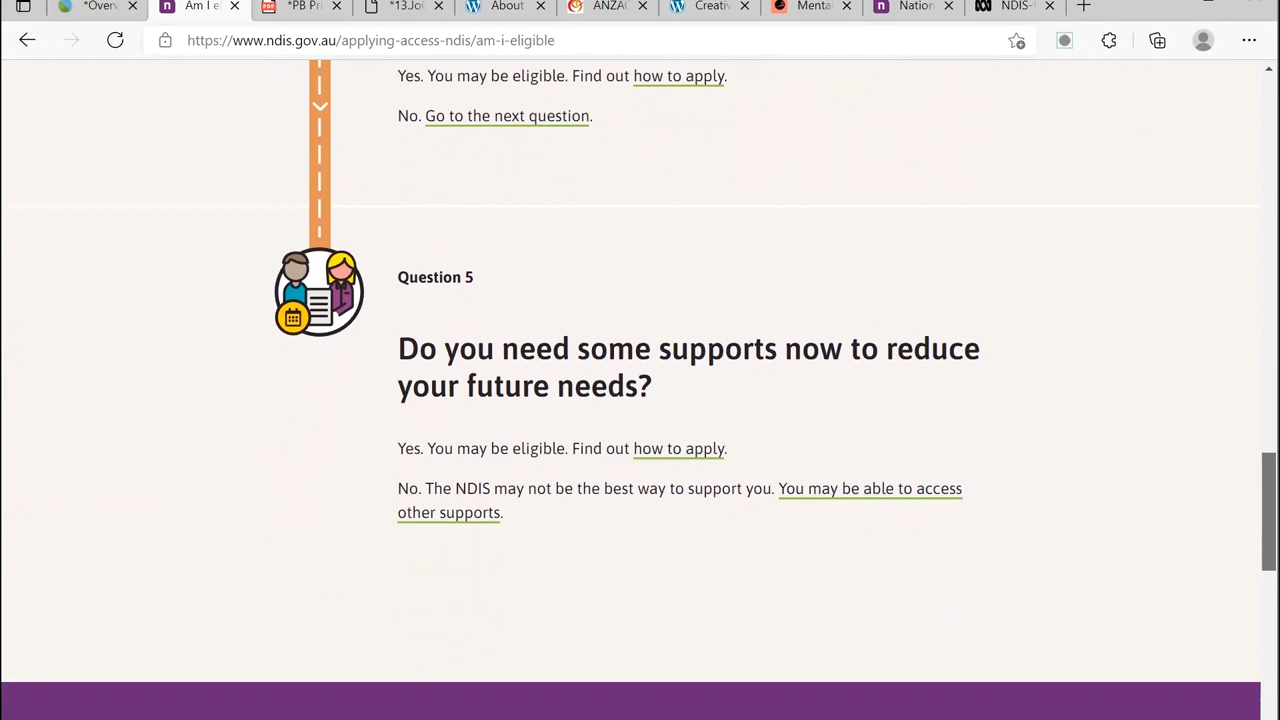 *Overv
Am I e
*PB Pri
*13.JoC
About
ANZAC
Creativ
Mental
Nation
NDIS-
https://www.ndis.gov.au/applying-access-ndis/am-i-eligible
Yes. You may be eligible. Find out how to apply.
No. Go to the next question.
Question 5
Do you need some supports now to reduce
your future needs?
Yes. You may be eligible. Find out how to apply.
No. The NDIS may not be the best way to support you. You may be able to access
other supports.